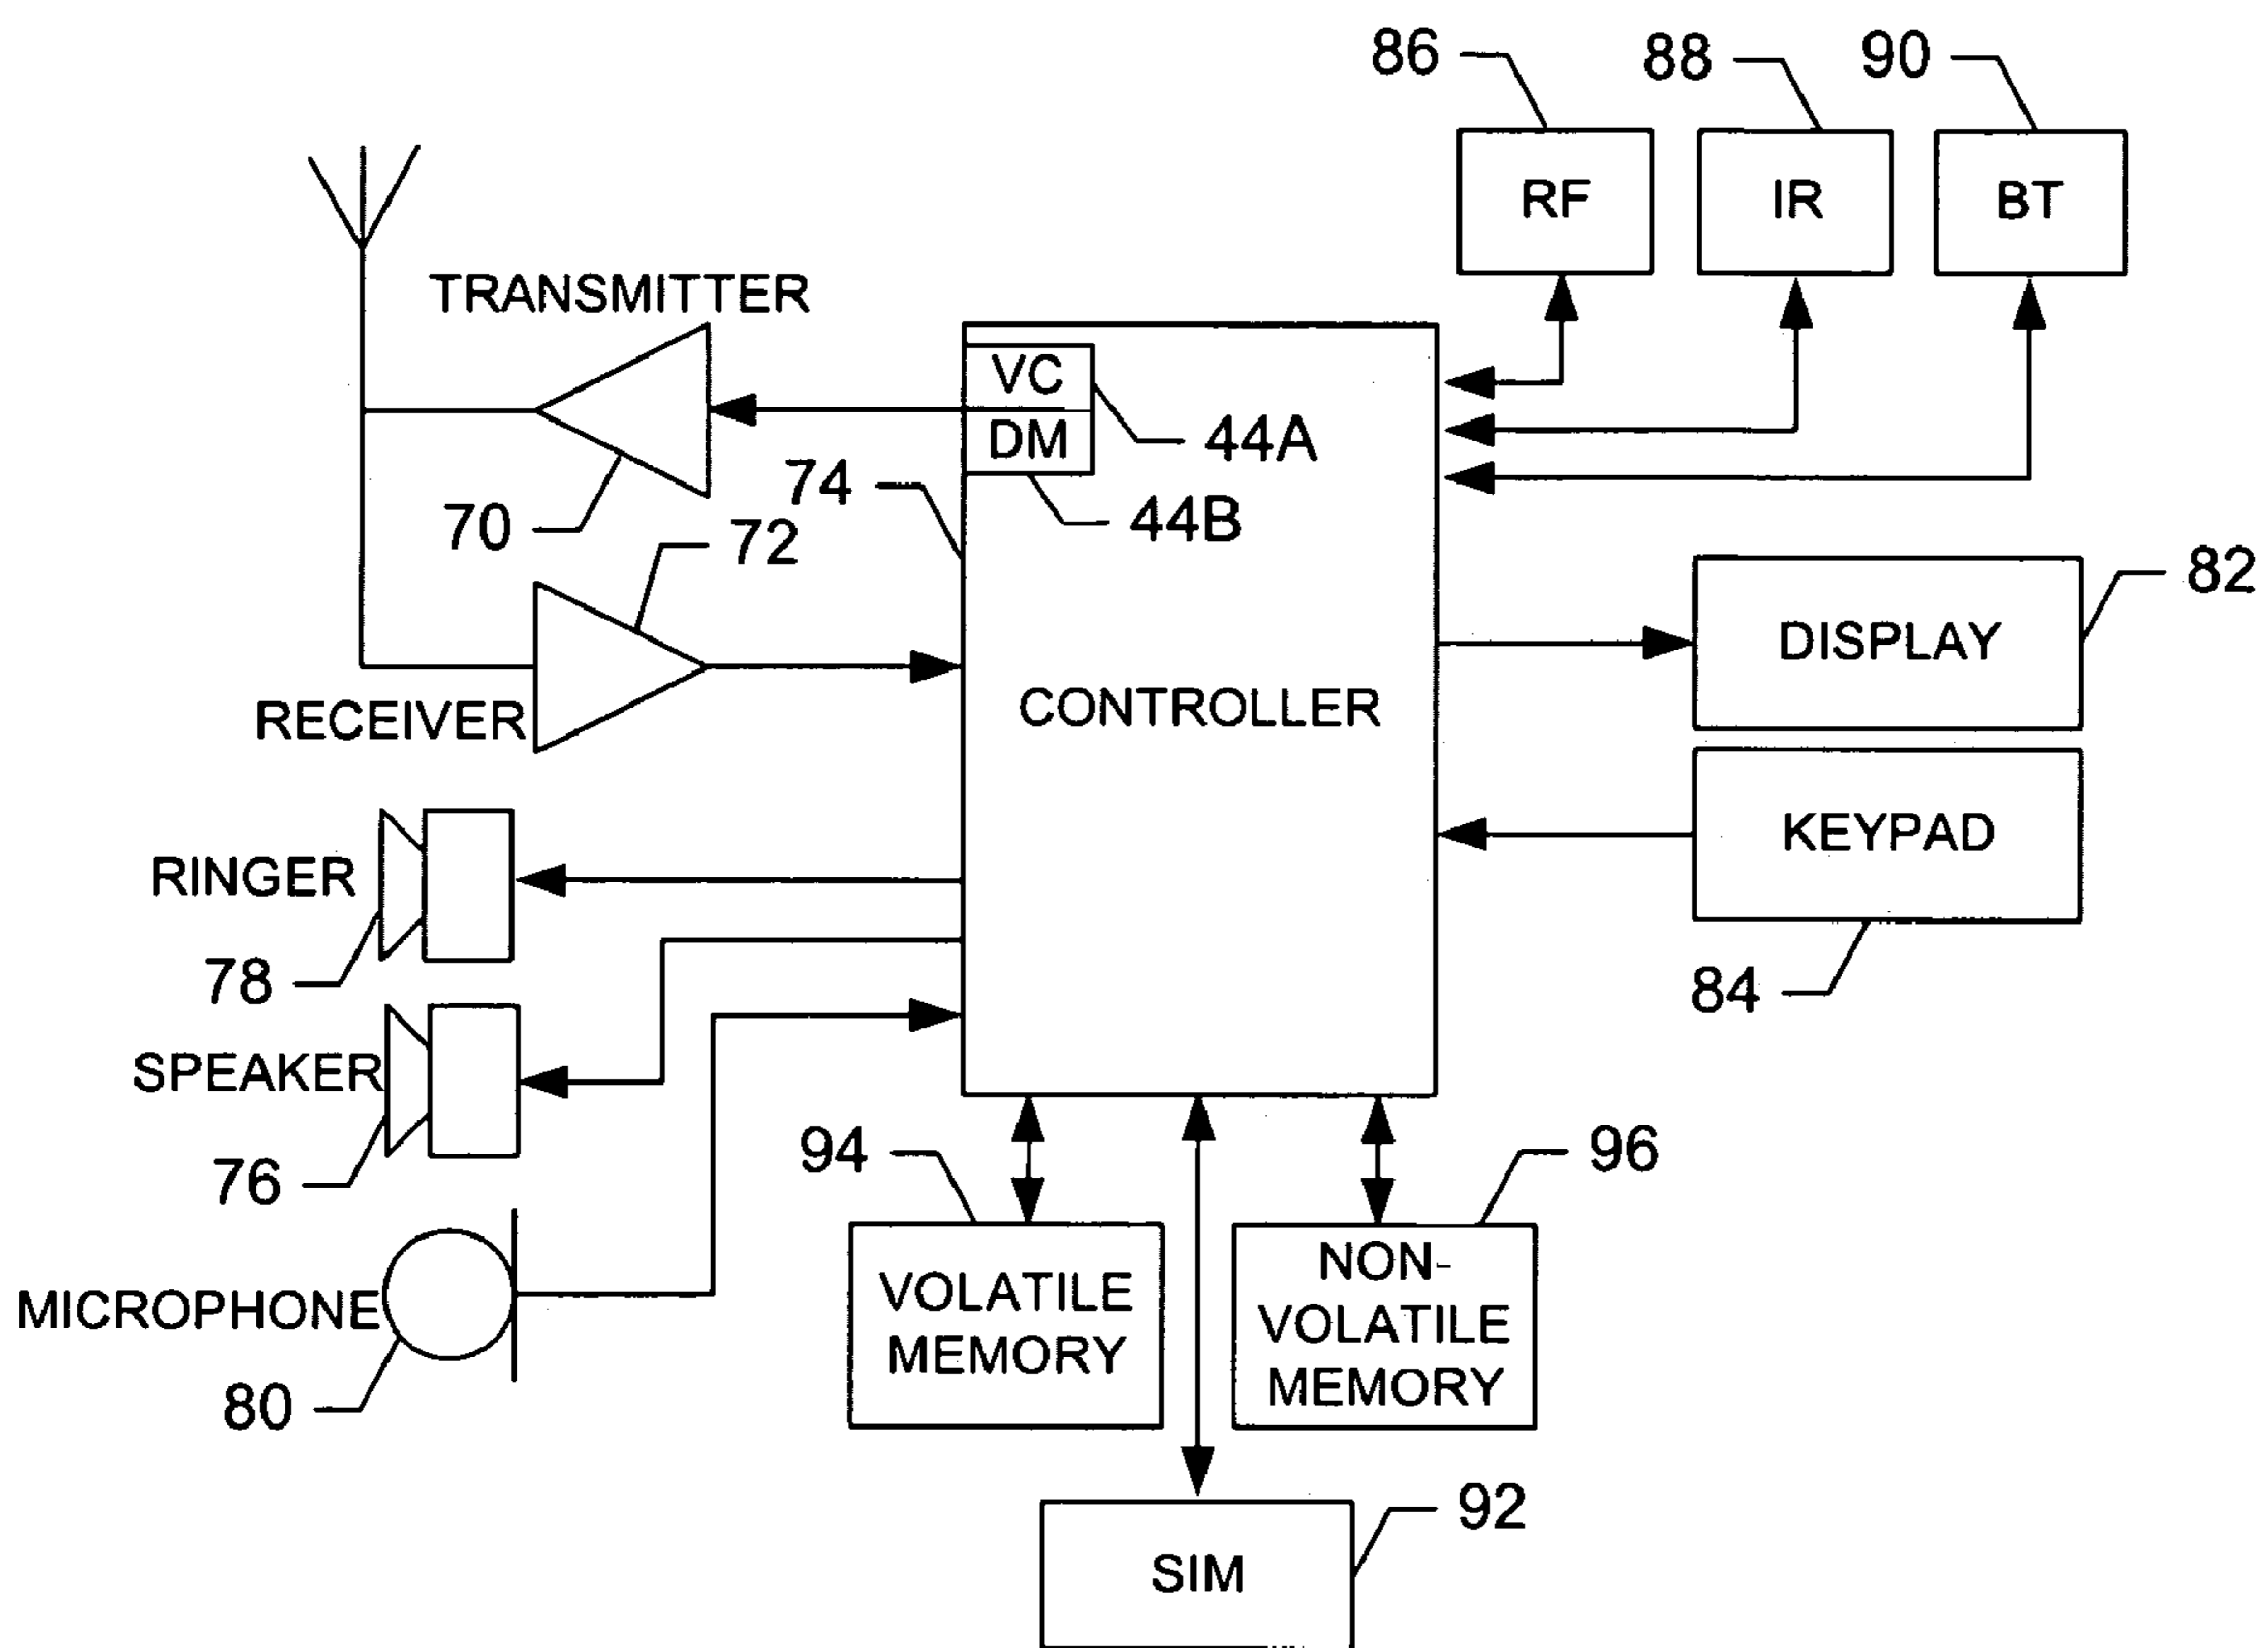 86
88
90
RF
IR
BT
TRANSMITTER
VC
DM
44A
44B
70
72
74
RECEIVER
CONTROLLER
DISPLAY
82
KEYPAD
84
RINGER
78
SPEAKER
76
MICROPHONE
80
94
96
VOLATILE
MEMORY
NON-
VOLATILE
MEMORY
92
SIM